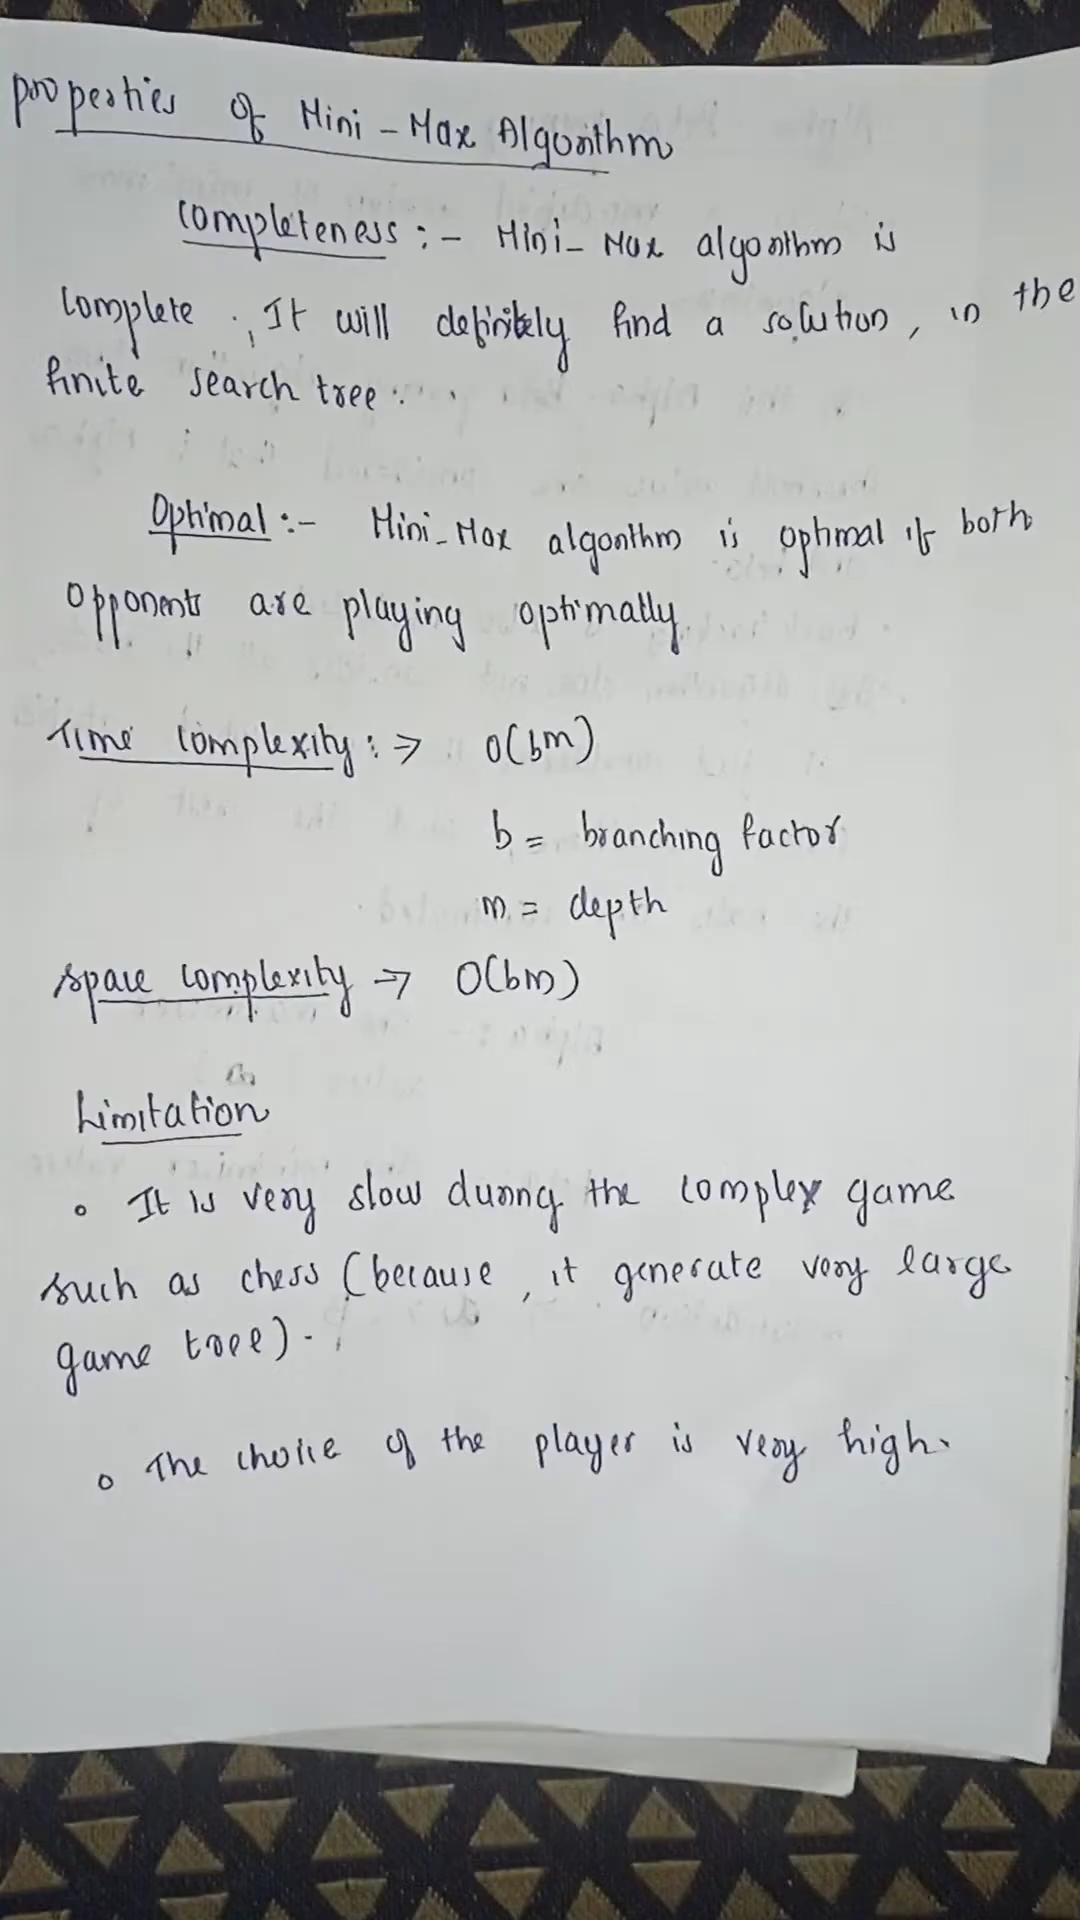 Properties of Mini-Max Algorithm
Completeness :- Mini-Max algorithm is
complete., It will definitely find a solution, in the
finite search tree.
Optimal :- Mini-Max algorithm is optimal if both
opponents are playing optimally.
Time complexity :→ O(b^m)
b = branching factor
m = depth
Space complexity → O(bm)
Limitation
• It is very slow during the complex game
such as chess (because, it generate very large
game tree).
• The choice of the player is very high.